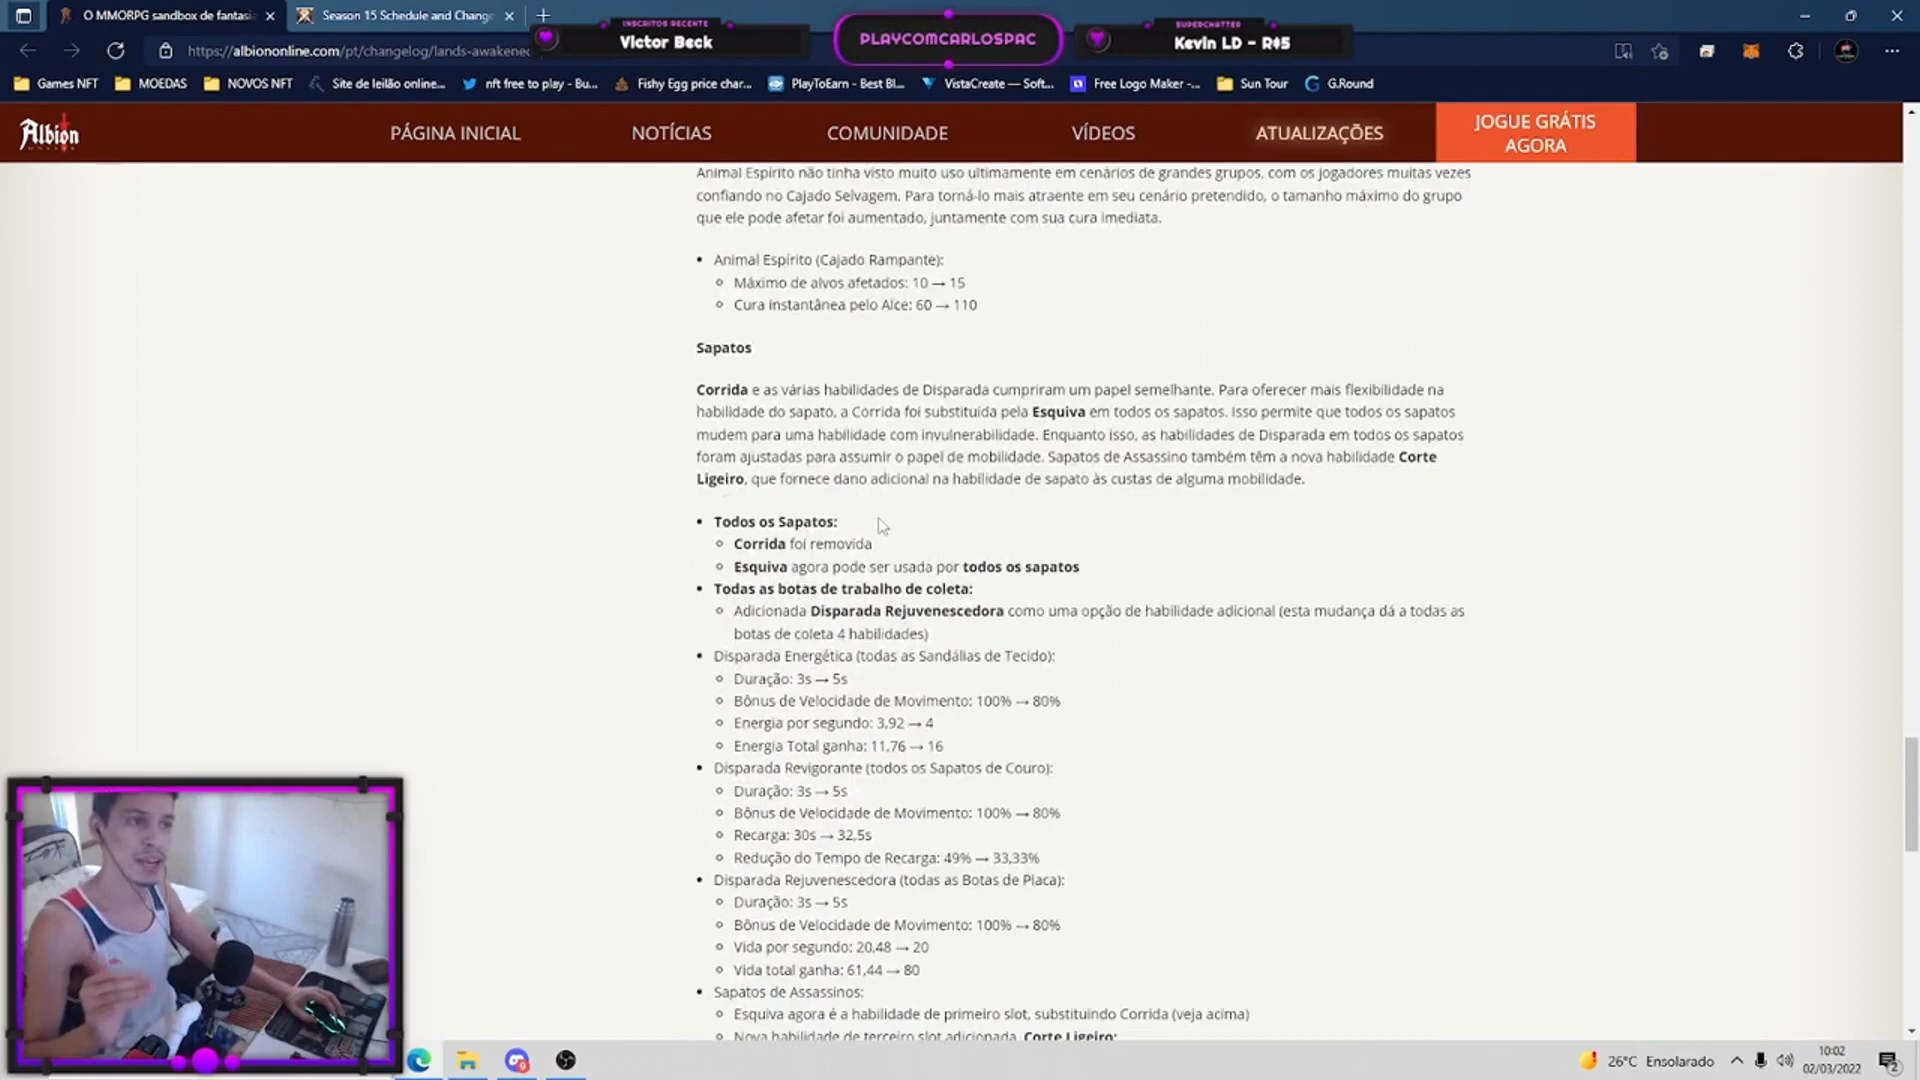 O MMORPG sandbox de fantasi
Season 15 Schedule and Chang
INSCRITOS RECENTE
Victor Beck
PLAYCOMCARLOSPAC
SUPERCHATTER
Kevin LD - R$5
https://albiononline.com/pt/changelog/lands-awakened
Games NFT
MOEDAS
NOVOS NFT
Site de leilão online...
nft free to play - Bu...
Fishy Egg price char...
PlayToEarn - Best Bl...
VistaCreate — Soft...
Free Logo Maker -...
Sun Tour
G.Round
Albion
ONLINE
PÁGINA INICIAL
NOTÍCIAS
COMUNIDADE
VÍDEOS
ATUALIZAÇÕES
JOGUE GRÁTIS
AGORA
Animal Espírito não tinha visto muito uso ultimamente em cenários de grandes grupos, com os jogadores muitas vezes
confiando no Cajado Selvagem. Para torná-lo mais atraente em seu cenário pretendido, o tamanho máximo do grupo
que ele pode afetar foi aumentado, juntamente com sua cura imediata.
• Animal Espírito (Cajado Rampante):
Máximo de alvos afetados: 10 → 15
Cura instantânea pelo Alce: 60 → 110
Sapatos
Corrida e as várias habilidades de Disparada cumpriram um papel semelhante. Para oferecer mais flexibilidade na
habilidade do sapato, a Corrida foi substituída pela Esquiva em todos os sapatos. Isso permite que todos os sapatos
mudem para uma habilidade com invulnerabilidade. Enquanto isso, as habilidades de Disparada em todos os sapatos
foram ajustadas para assumir o papel de mobilidade. Sapatos de Assassino também têm a nova habilidade Corte
Ligeiro, que fornece dano adicional na habilidade de sapato às custas de alguma mobilidade.
• Todos os Sapatos:
Corrida foi removida
Esquiva agora pode ser usada por todos os sapatos
• Todas as botas de trabalho de coleta:
Adicionada Disparada Rejuvenescedora como uma opção de habilidade adicional (esta mudança dá a todas as
botas de coleta 4 habilidades)
• Disparada Energética (todas as Sandálias de Tecido):
Duração: 3s → 5s
Bônus de Velocidade de Movimento: 100% → 80%
Energia por segundo: 3,92 → 4
Energia Total ganha: 11,76 → 16
• Disparada Revigorante (todos os Sapatos de Couro):
Duração: 3s → 5s
Bônus de Velocidade de Movimento: 100% → 80%
Recarga: 30s → 32,5s
Redução do Tempo de Recarga: 49% → 33,33%
• Disparada Rejuvenescedora (todas as Botas de Placa):
Duração: 3s → 5s
Bônus de Velocidade de Movimento: 100% → 80%
Vida por segundo: 20,48 → 20
Vida total ganha: 61,44 → 80
• Sapatos de Assassinos:
Esquiva agora é a habilidade de primeiro slot, substituindo Corrida (veja acima)
Nova habilidade de terceiro slot adicionada, Corte Ligeiro:
26°C Ensolarado
10:02
02/03/2022
2